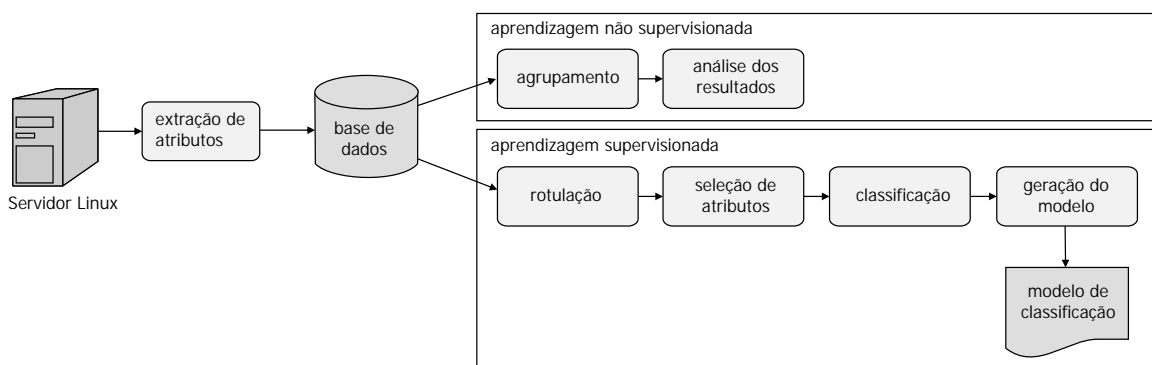 aprendizagem não supervisionada
agrupamento
análise dos
resultados
Servidor Linux
extração de
atributos
base de
dados
aprendizagem supervisionada
rotulação
seleção de
atributos
classificação
geração do
modelo
modelo de
classificação